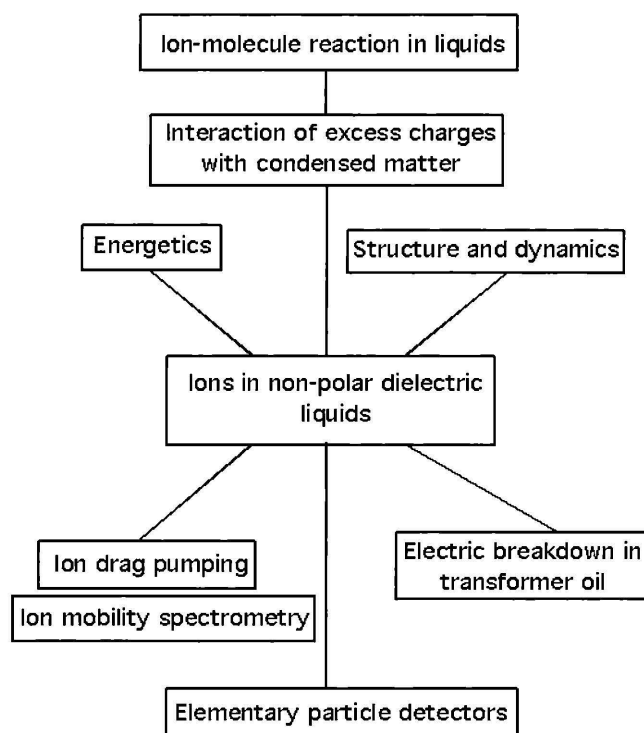 Ion-molecule reaction in liquids
Interaction of excess charges
with condensed matter
Energetics
Structure and dynamics
Ions in non-polar dielectric
liquids
Ion drag pumping
Electric breakdown in
transformer oil
Ion mobility spectrometry
Elementary particle detectors